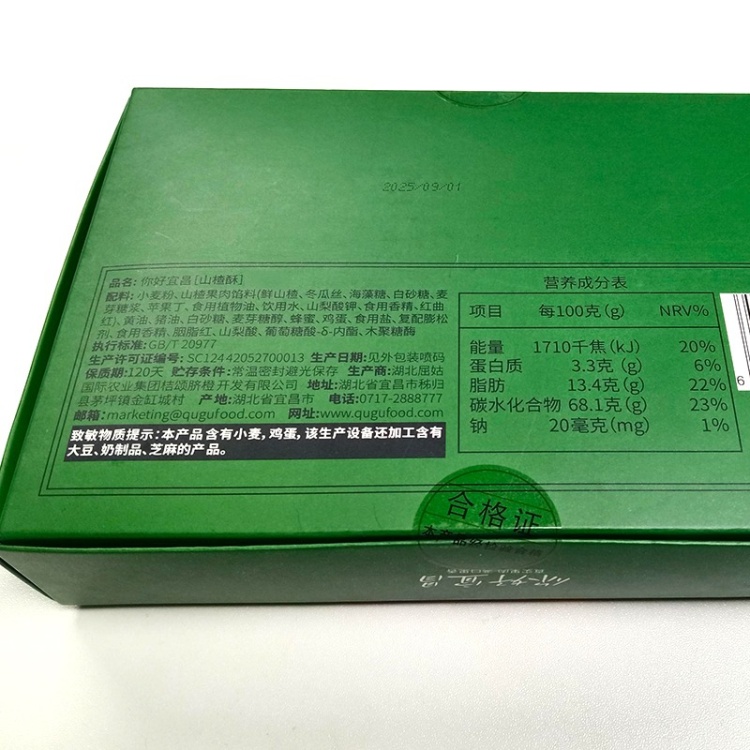 2025/09/01
品名: 你好宜昌[山楂酥]
配料: 小麦粉、山楂果肉馅料(鲜山楂、冬瓜丝、海藻糖、白砂糖、麦
芽糖浆、苹果丁、食用植物油、饮用水、山梨酸钾、食用香精、红曲
红)、黄油、猪油、白砂糖、麦芽糖醇、蜂蜜、鸡蛋、食用盐、复配膨松
剂、食用香精、胭脂红、山梨酸、葡萄糖酸-δ-内酯、木聚糖酶
执行标准: GB/T 20977
生产许可证编号: SC12442052700013 生产日期: 见外包装喷码
保质期: 120天 贮存条件: 常温密封避光保存 生产商: 湖北屈姑
国际农业集团桔颂脐橙开发有限公司 地址: 湖北省宜昌市秭归
县茅坪镇金缸城村 产地: 湖北省宜昌市 电话: 0717-2888777
邮箱: marketing@qugufood.com 网址: www.qugufood.com
致敏物质提示: 本产品含有小麦, 鸡蛋, 该生产设备还加工含有
大豆、奶制品、芝麻的产品。
营养成分表
项目 每100克(g) NRV%
能量 1710千焦(kJ) 20%
蛋白质 3.3克(g) 6%
脂肪 13.4克(g) 22%
碳水化合物 68.1克(g) 23%
钠 20毫克(mg) 1%
6
合格证
你好宜昌